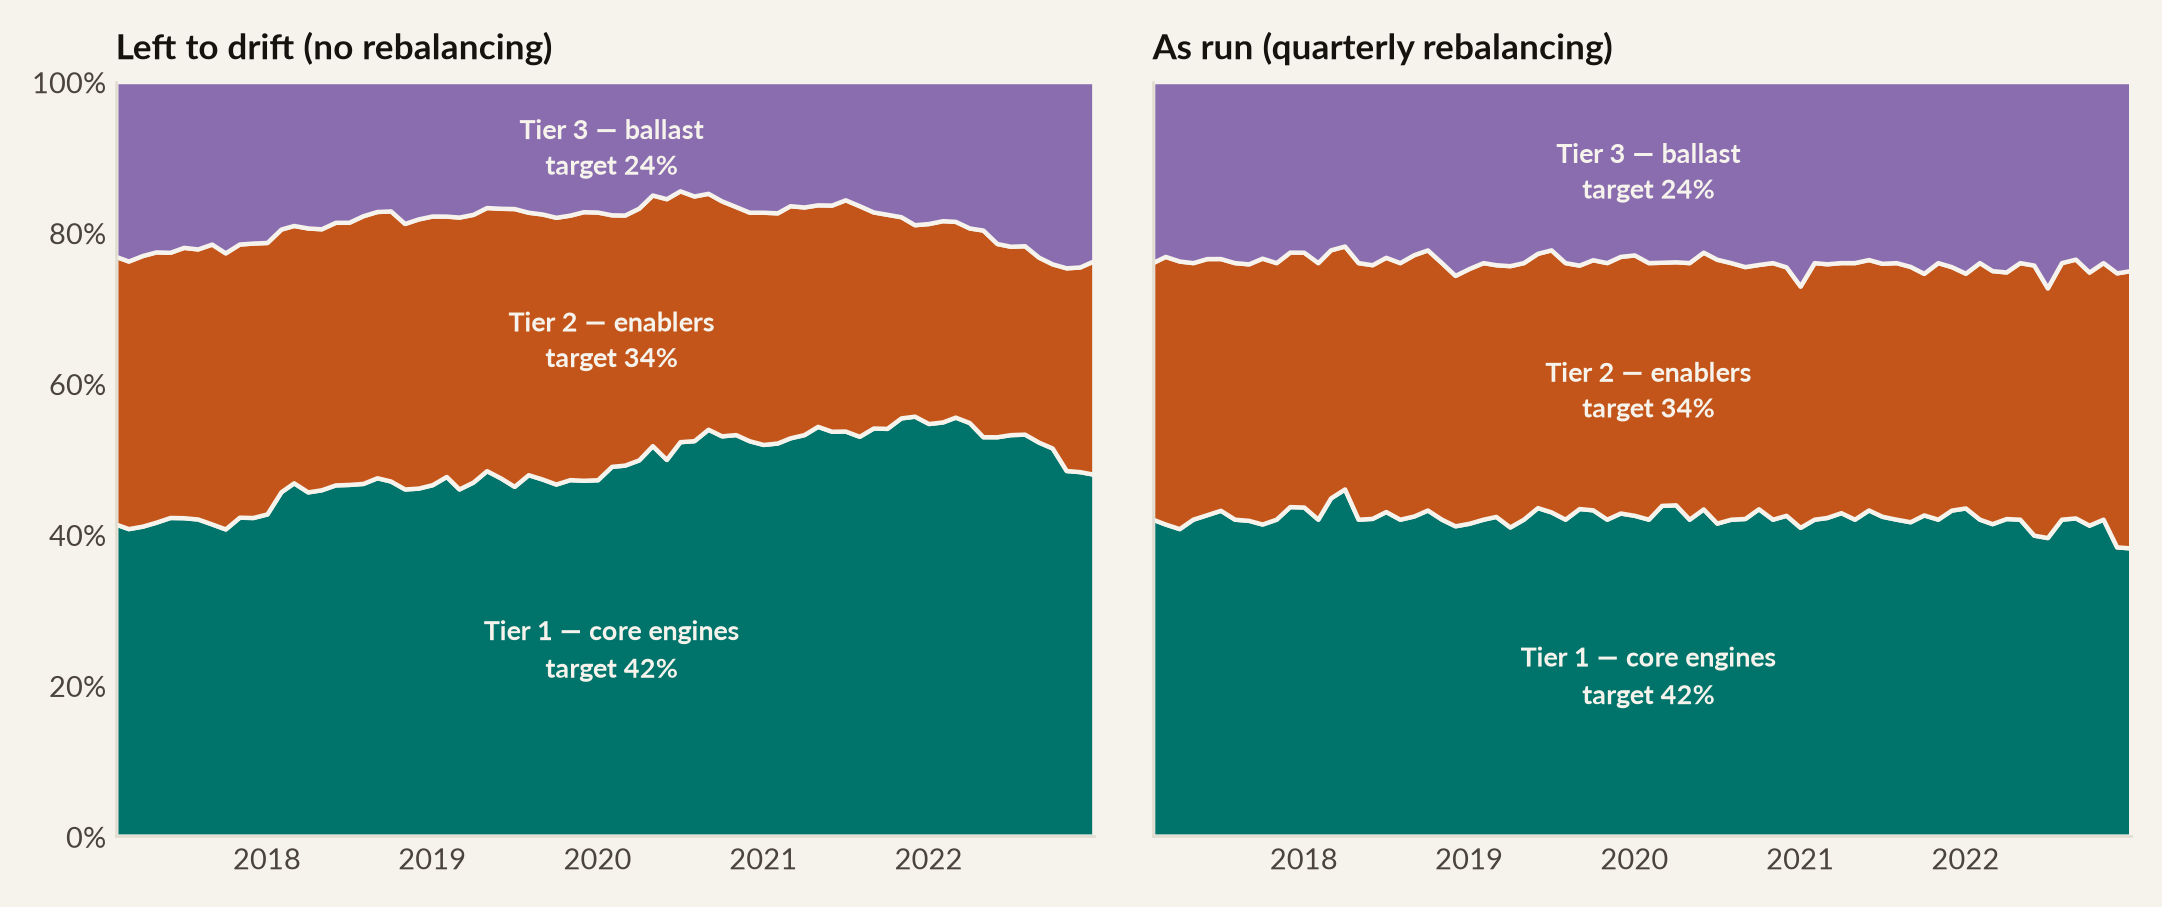 Left to drift (no rebalancing)
100%
80%
60%
40%
20%
0%
Tier 3 — ballast
target 24%
Tier 2 — enablers
target 34%
Tier 1 — core engines
target 42%
2018 2019 2020 2021 2022
As run (quarterly rebalancing)
Tier 3 — ballast
target 24%
Tier 2 — enablers
target 34%
Tier 1 — core engines
target 42%
2018 2019 2020 2021 2022